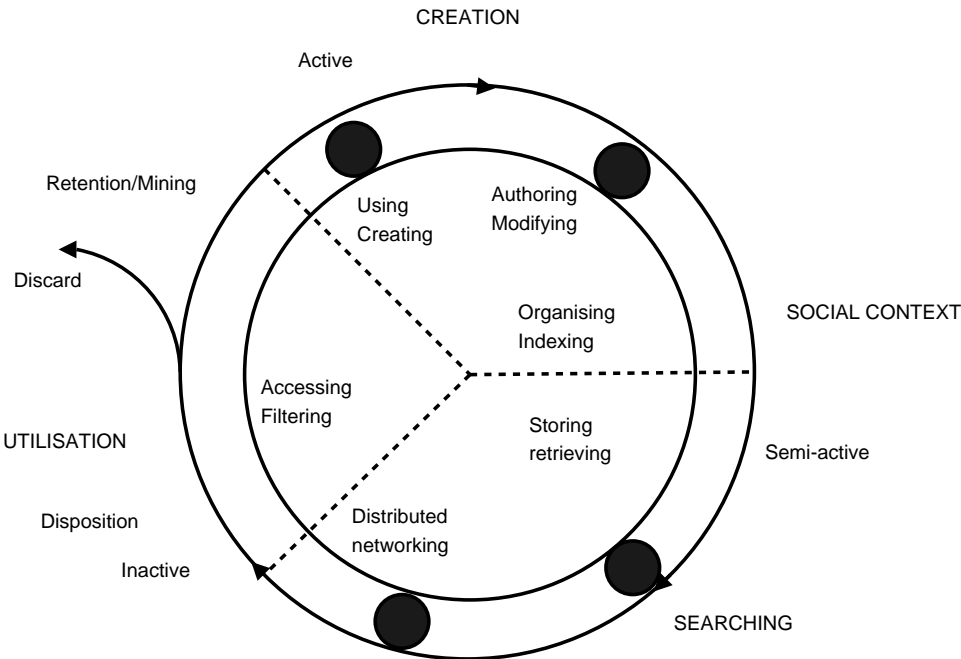 CREATION
Active
Retention/Mining
Using
Creating
Authoring
Modifying
Discard
Organising
Indexing
SOCIAL CONTEXT
Accessing
Filtering
UTILISATION
Storing
retrieving
Semi-active
Disposition
Distributed
networking
Inactive
SEARCHING